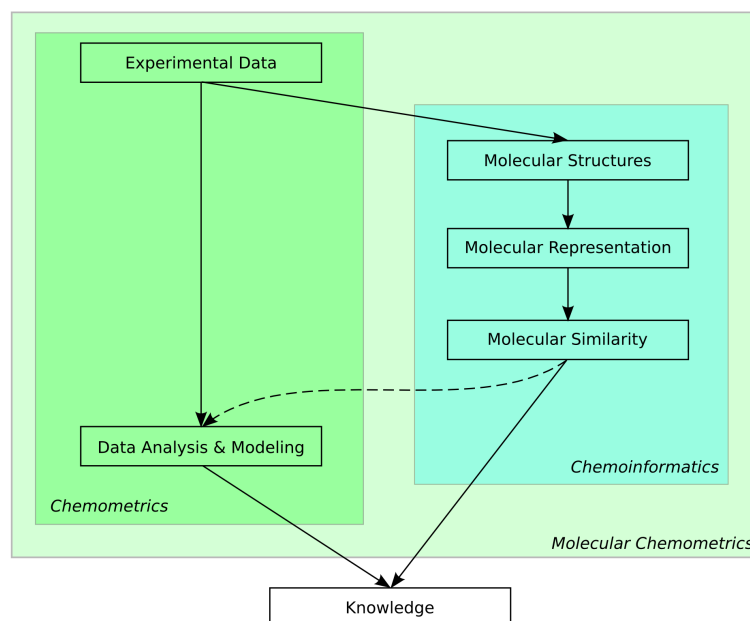 Experimental Data
Molecular Structures
Molecular Representation
Molecular Similarity
Data Analysis & Modeling
Chemoinformatics
Chemometrics
Molecular Chemometrics
Knowledge